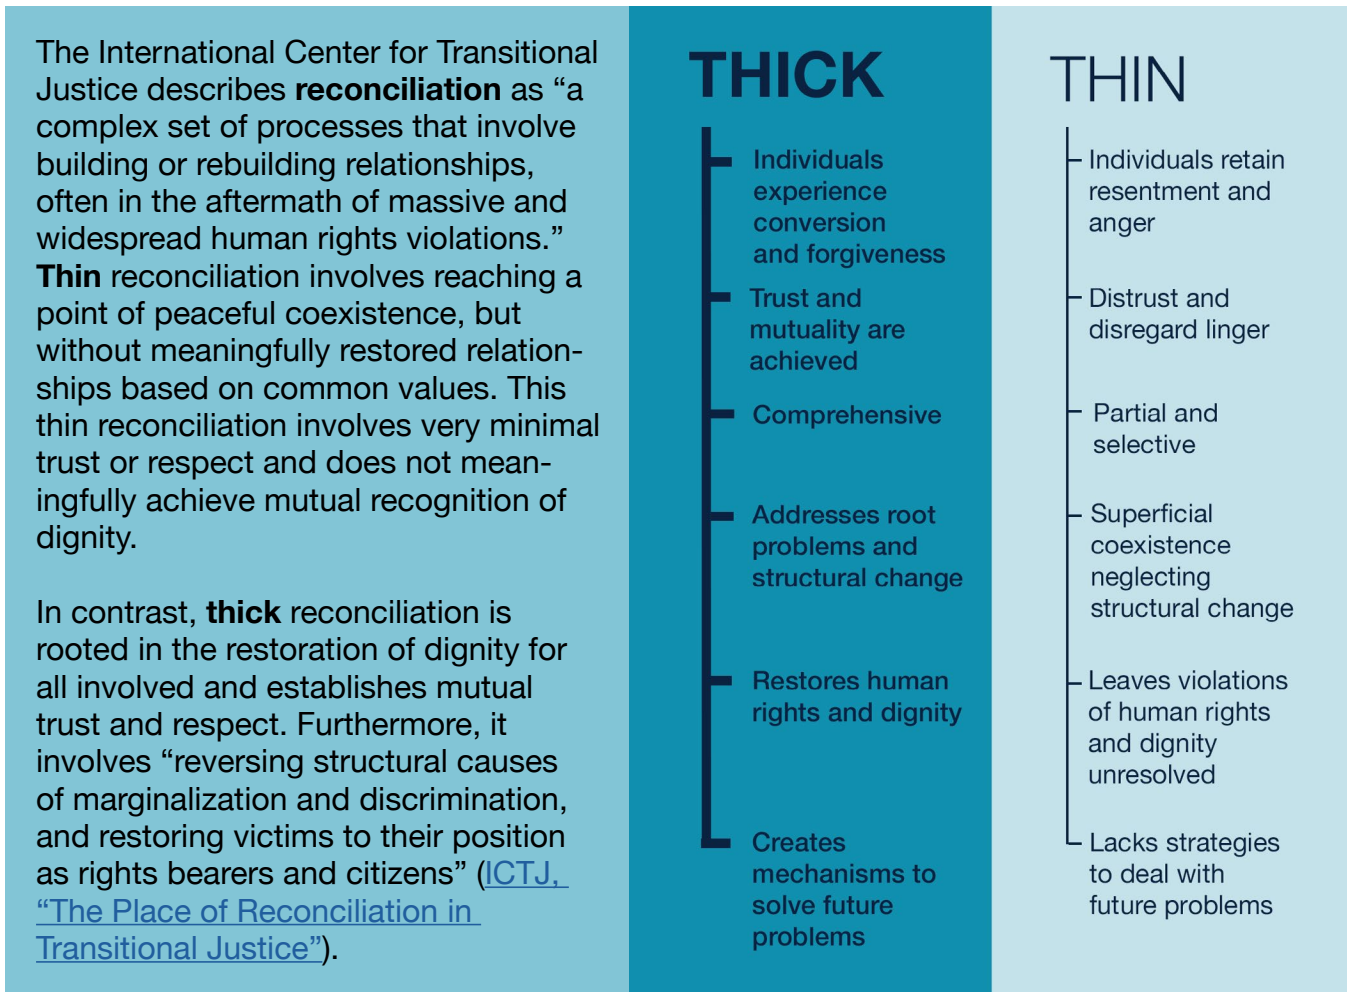 The International Center for Transitional
Justice describes reconciliation as “a
complex set of processes that involve
building or rebuilding relationships,
often in the aftermath of massive and
widespread human rights violations.”
Thin reconciliation involves reaching a
point of peaceful coexistence, but
without meaningfully restored relation-
ships based on common values. This
thin reconciliation involves very minimal
trust or respect and does not mean-
ingfully achieve mutual recognition of
dignity.
In contrast, thick reconciliation is
rooted in the restoration of dignity for
all involved and establishes mutual
trust and respect. Furthermore, it
involves “reversing structural causes
of marginalization and discrimination,
and restoring victims to their position
as rights bearers and citizens” (ICTJ,
“The Place of Reconciliation in
Transitional Justice”).
THICK
Individuals
experience
conversion
and forgiveness
Trust and
mutuality are
achieved
Comprehensive
Addresses root
problems and
structural change
Restores human
rights and dignity
Creates
mechanisms to
solve future
problems
THIN
Individuals retain
resentment and
anger
Distrust and
disregard linger
Partial and
selective
Superficial
coexistence
neglecting
structural change
Leaves violations
of human rights
and dignity
unresolved
Lacks strategies
to deal with
future problems